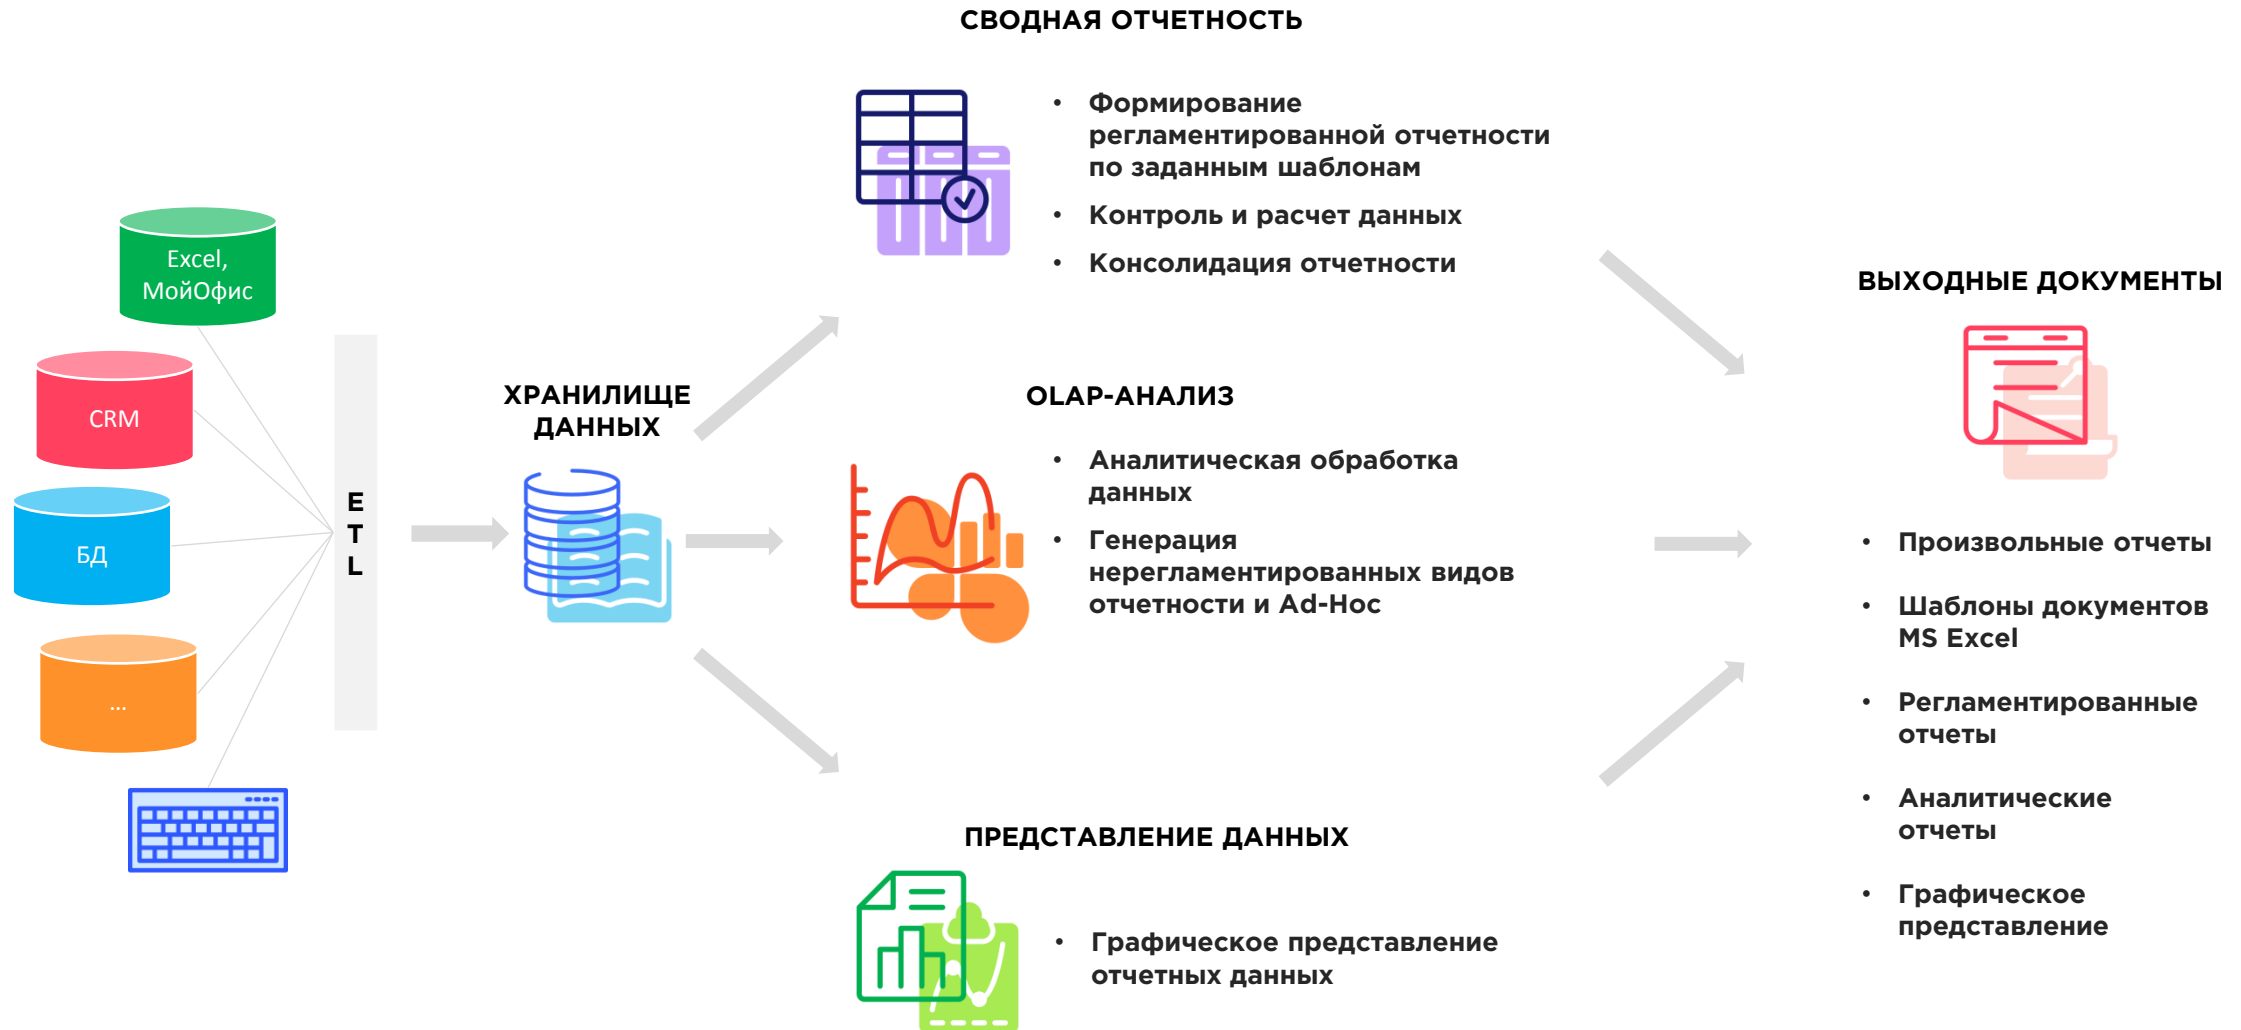 СВОДНАЯ ОТЧЕТНОСТЬ
• Формирование
регламентированной отчетности
по заданным шаблонам
• Контроль и расчет данных
• Консолидация отчетности
Excel,
МойОфис
CRM
БД
...
E
T
L
ХРАНИЛИЩЕ
ДАННЫХ
OLAP-АНАЛИЗ
• Аналитическая обработка
данных
• Генерация
нерегламентированных видов
отчетности и Ad-Hoc
ПРЕДСТАВЛЕНИЕ ДАННЫХ
• Графическое представление
отчетных данных
ВЫХОДНЫЕ ДОКУМЕНТЫ
• Произвольные отчеты
• Шаблоны документов
MS Excel
• Регламентированные
отчеты
• Аналитические
отчеты
• Графическое
представление